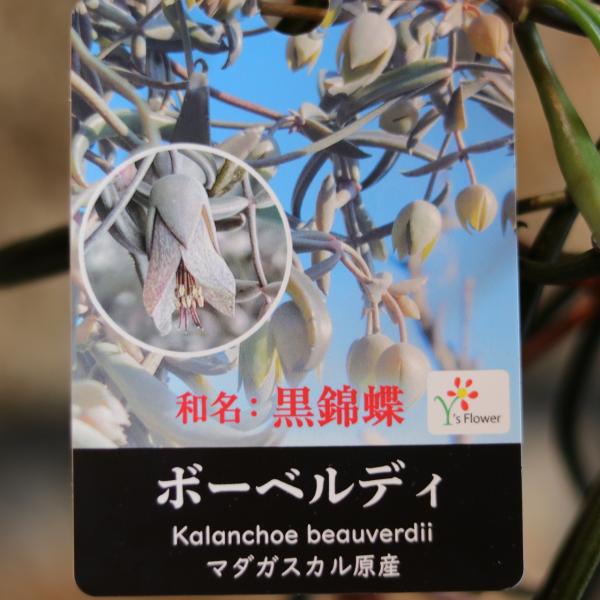 和名：黒錦蝶
Y's Flower
ボーベルディ
Kalanchoe beauverdii
マダガスカル原産